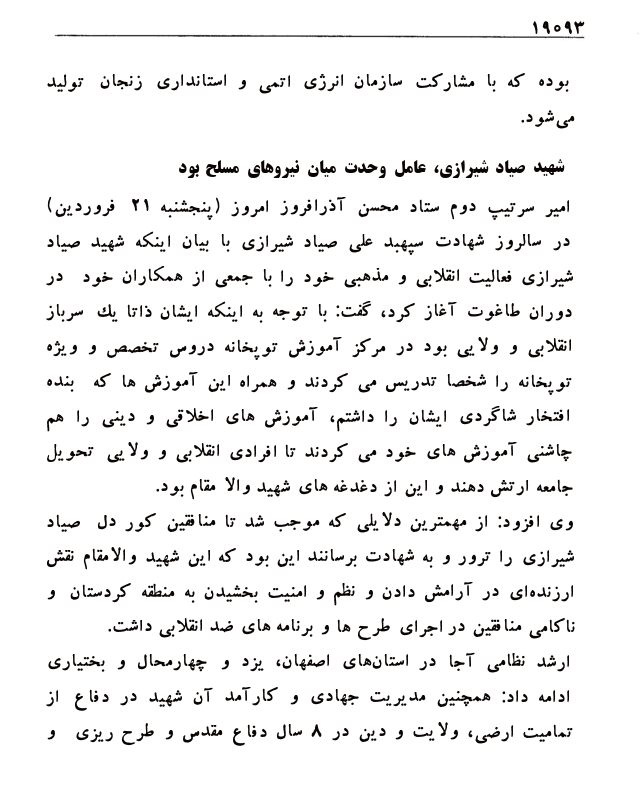 ۱۹۰۹۳
بوده که با مشارکت سازمان انرژی اتمی و استانداری زنجان تولید
می‌شود.
شهید صیاد شیرازی، عامل وحدت میان نیروهای مسلح بود
امیر سرتیپ دوم ستاد محسن آذرافروز امروز (پنجشنبه ۲۱ فروردین)
در سالروز شهادت سپهبد علی صیاد شیرازی با بیان اینکه شهید صیاد
شیرازی فعالیت انقلابی و مذهبی خود را با جمعی از همکاران خود در
دوران طاغوت آغاز کرد، گفت: با توجه به اینکه ایشان ذاتا یك سرباز
انقلابی و ولایی بود در مرکز آموزش توپخانه دروس تخصص و ویژه
توپخانه را شخصا تدریس می کردند و همراه این آموزش ها که بنده
افتخار شاگردی ایشان را داشتم، آموزش های اخلاقی و دینی را هم
چاشنی آموزش های خود می کردند تا افرادی انقلابی و ولایی تحویل
جامعه ارتش دهند و این از دغدغه های شهید والا مقام بود.
وی افزود: از مهمترین دلایلی که موجب شد تا منافقین کور دل صیاد
شیرازی را ترور و به شهادت برسانند این بود که این شهید والامقام نقش
ارزنده‌ای در آرامش دادن و نظم و امنیت بخشیدن به منطقه کردستان و
ناکامی منافقین در اجرای طرح ها و برنامه های ضد انقلابی داشت.
ارشد نظامی آجا در استان‌های اصفهان، یزد و چهارمحال و بختیاری
ادامه داد: همچنین مدیریت جهادی و کارآمد آن شهید در دفاع از
تمامیت ارضی، ولایت و دین در ۸ سال دفاع مقدس و طرح ریزی و